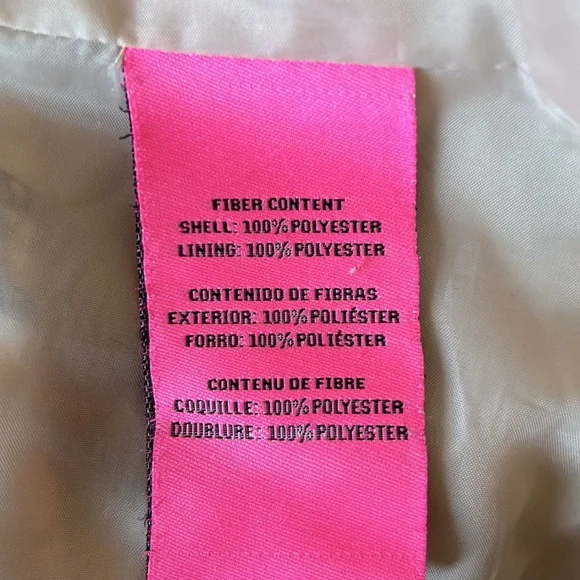 FIBER CONTENT
SHELL: 100% POLYESTER
LINING: 100% POLYESTER
CONTENIDO DE FIBRAS
EXTERIOR: 100% POLIÉSTER
FORRO: 100% POLIÉSTER
CONTENU DE FIBRE
COQUILLE: 100% POLYESTER
DOUBLURE: 100% POLYESTER